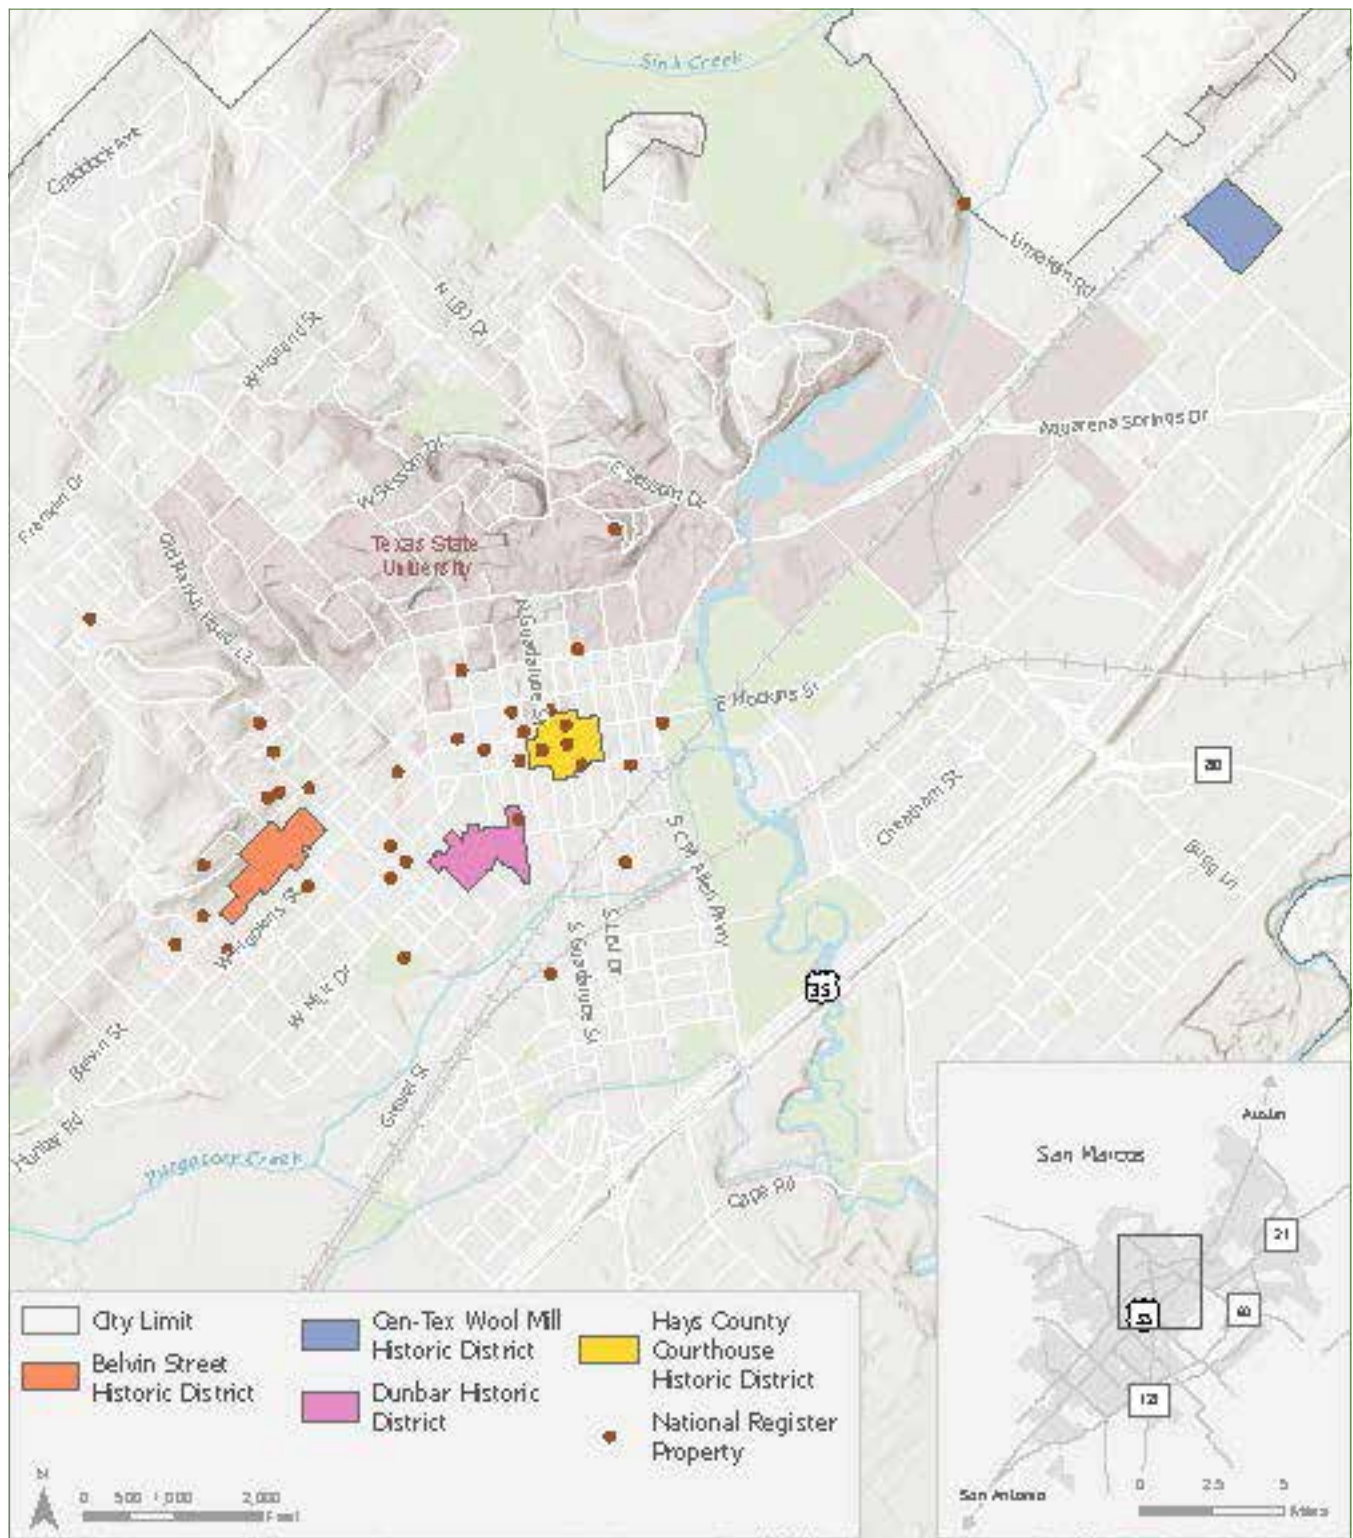 Sink Creek
Craddock Ave
N LBJ Dr
W Holland St
Aquarena Springs Dr
W Sessom Dr
E Sessom Dr
Franklin Dr
Texas State
University
Old Ranch Road 12
N Guadalupe St
E Hopkins St
80
Cheatham St
S CM Allen Pkwy
W Hopkins St
S LBJ Dr
S Guadalupe St
35
W MLK Dr
Belvin St
Gravel St
Hunter Rd
Purgatory Creek
Cape Rd
Austin
San Marcos
21
123
San Antonio
0 2.5 5
Miles
City Limit
Belvin Street
Historic District
Cen-Tex Wool Mill
Historic District
Dunbar Historic
District
Hays County
Courthouse
Historic District
National Register
Property
N
0 500 1,000 2,000
Feet